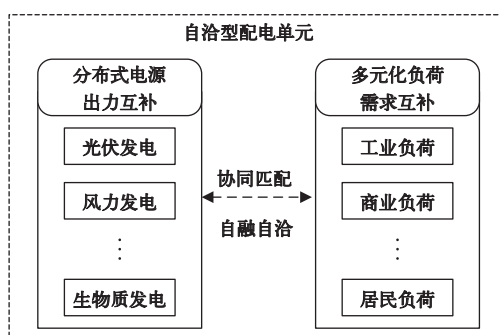 自洽型配电单元
分布式电源
出力互补
光伏发电
风力发电
⋮
生物质发电
协同匹配
自融自洽
多元化负荷
需求互补
工业负荷
商业负荷
⋮
居民负荷